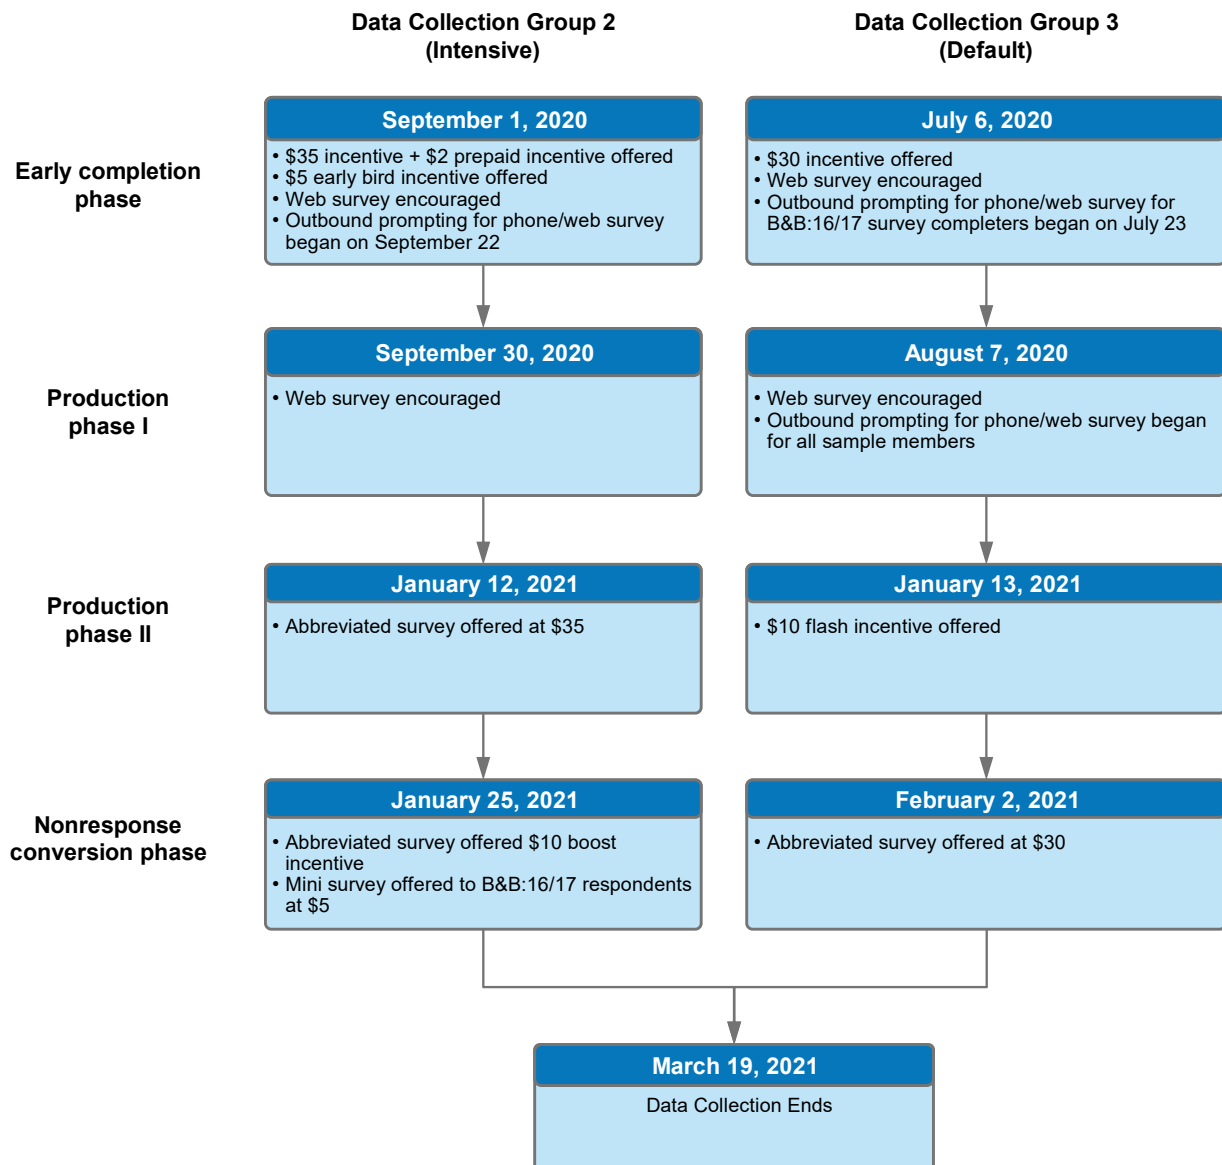 Data Collection Group 2
(Intensive)
Data Collection Group 3
(Default)
Early completion
phase
September 1, 2020
• $35 incentive + $2 prepaid incentive offered
• $5 early bird incentive offered
• Web survey encouraged
• Outbound prompting for phone/web survey
began on September 22
July 6, 2020
• $30 incentive offered
• Web survey encouraged
• Outbound prompting for phone/web survey for
B&B:16/17 survey completers began on July 23
Production
phase I
September 30, 2020
• Web survey encouraged
August 7, 2020
• Web survey encouraged
• Outbound prompting for phone/web survey began
for all sample members
Production
phase II
January 12, 2021
• Abbreviated survey offered at $35
January 13, 2021
• $10 flash incentive offered
Nonresponse
conversion phase
January 25, 2021
• Abbreviated survey offered $10 boost
incentive
• Mini survey offered to B&B:16/17 respondents
at $5
February 2, 2021
• Abbreviated survey offered at $30
March 19, 2021
Data Collection Ends